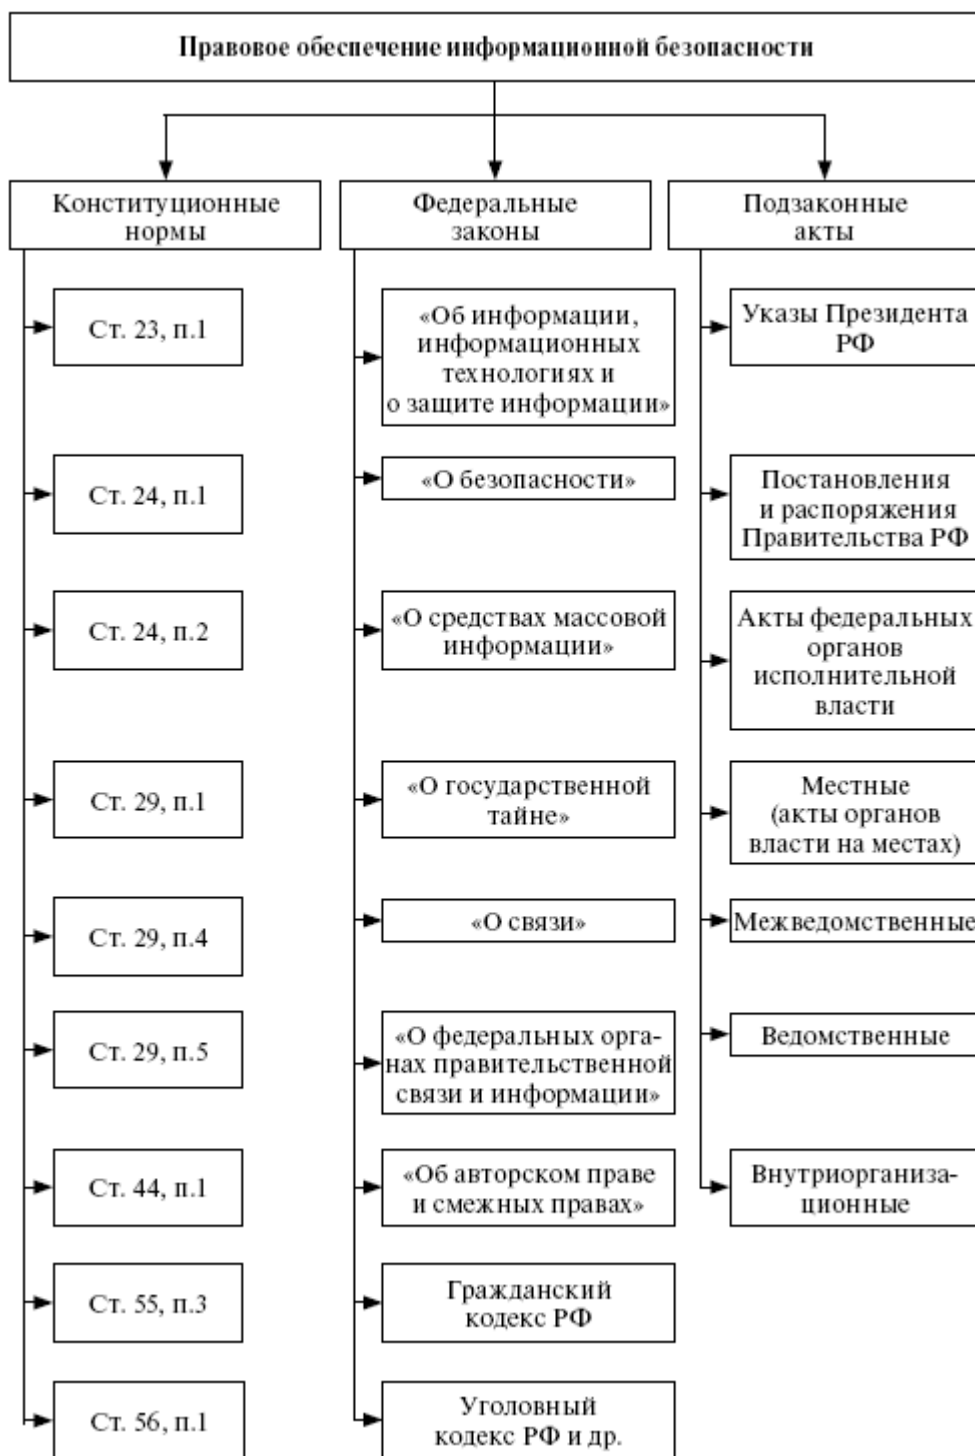 Правовое обеспечение информационной безопасности
Конституционные
нормы
Ст. 23, п.1
Ст. 24, п.1
Ст. 24, п.2
Ст. 29, п.1
Ст. 29, п.4
Ст. 29, п.5
Ст. 44, п.1
Ст. 55, п.3
Ст. 56, п.1
Федеральные
законы
«Об информации,
информационных
технологиях и
о защите информации»
«О безопасности»
«О средствах массовой
информации»
«О государственной
тайне»
«О связи»
«О федеральных орга-
нах правительственной
связи и информации»
«Об авторском праве
и смежных правах»
Гражданский
кодекс РФ
Уголовный
кодекс РФ и др.
Подзаконные
акты
Указы Президента
РФ
Постановления
и распоряжения
Правительства РФ
Акты федеральных
органов
исполнительной
власти
Местные
(акты органов
власти на местах)
Межведомственные
Ведомственные
Внутриорганиза-
ционные